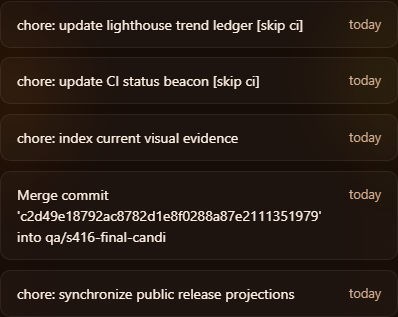 chore: update lighthouse trend ledger [skip ci] today
chore: update CI status beacon [skip ci] today
chore: index current visual evidence today
Merge commit today
'c2d49e18792ac8782d1e8f0288a87e2111351979'
into qa/s416-final-candi
chore: synchronize public release projections today